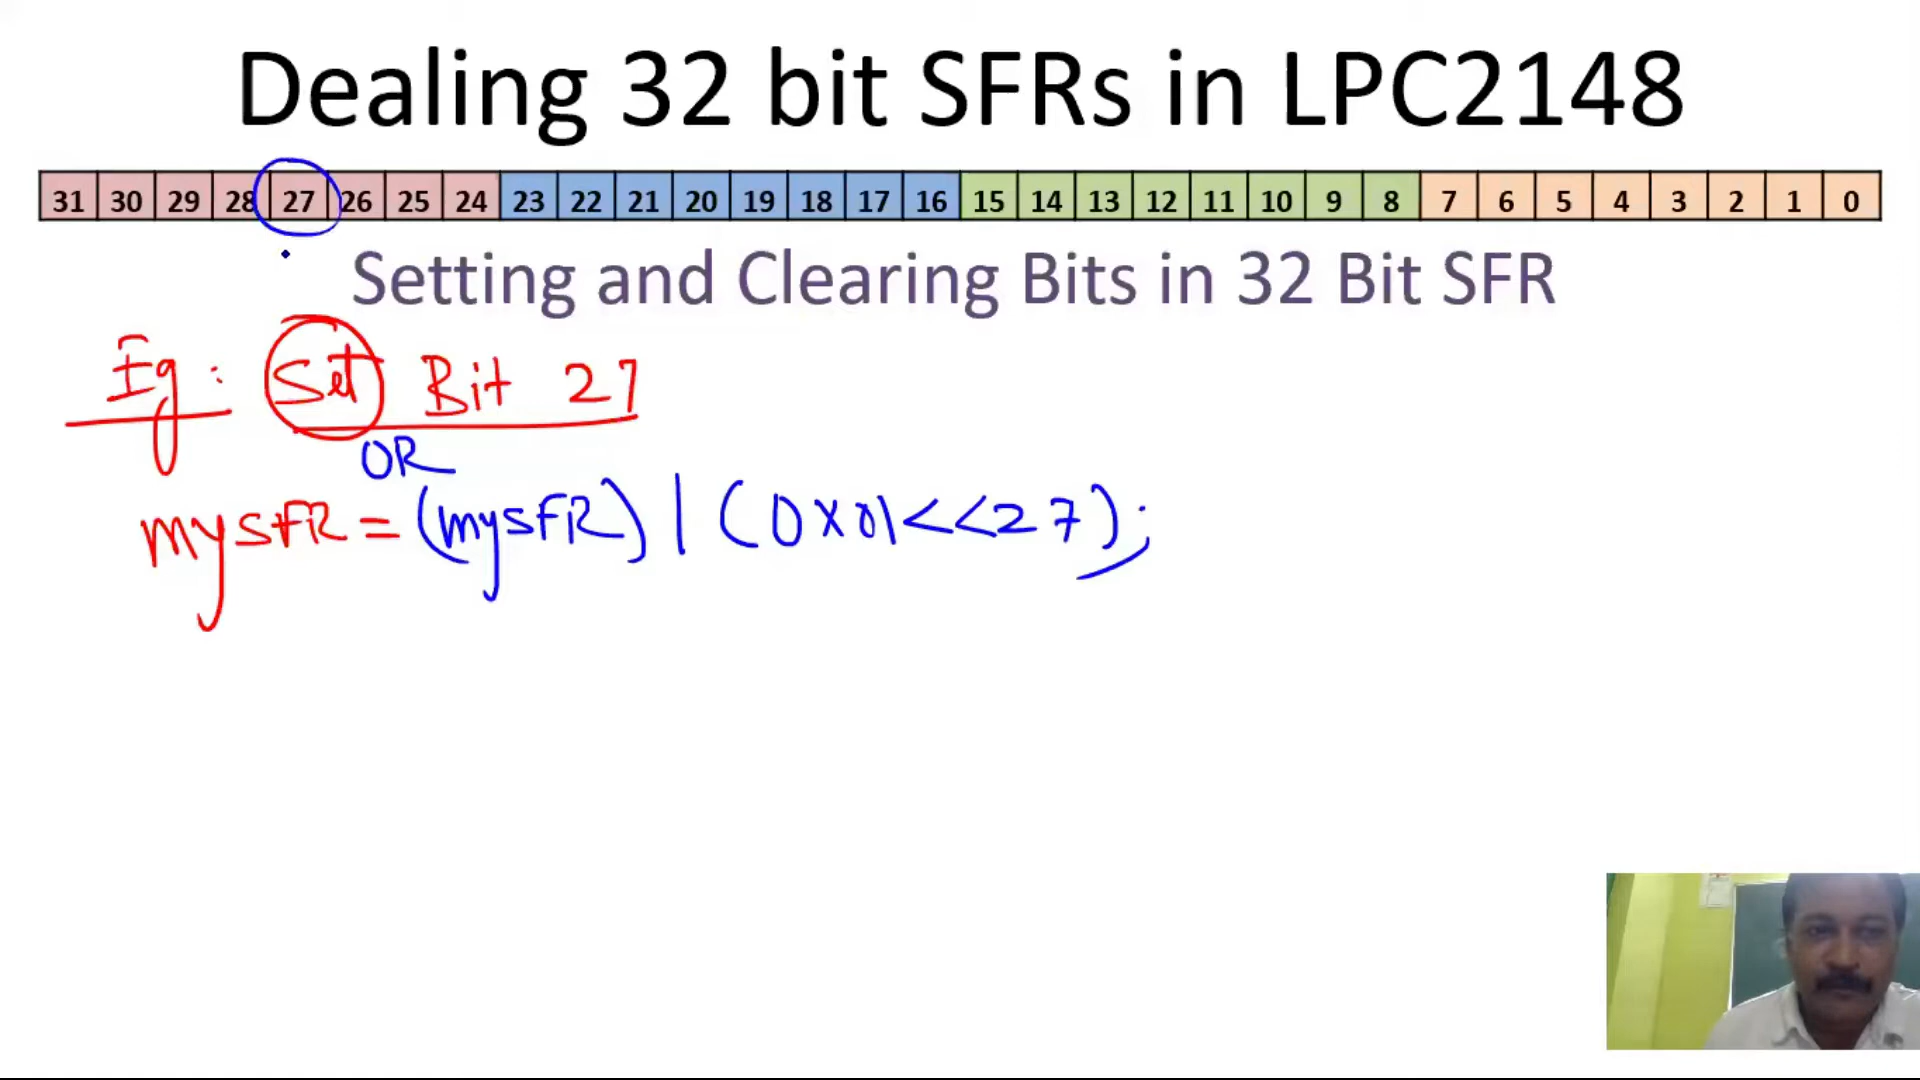 Dealing 32 bit SFRs in LPC2148
31 30 29 28 27 26 25 24 23 22 21 20 19 18 17 16 15 14 13 12 11 10 9 8 7 6 5 4 3 2 1 0
Setting and Clearing Bits in 32 Bit SFR
Eg: Set Bit 27
OR
mysFR = (mysFR) | (0x01<<27);